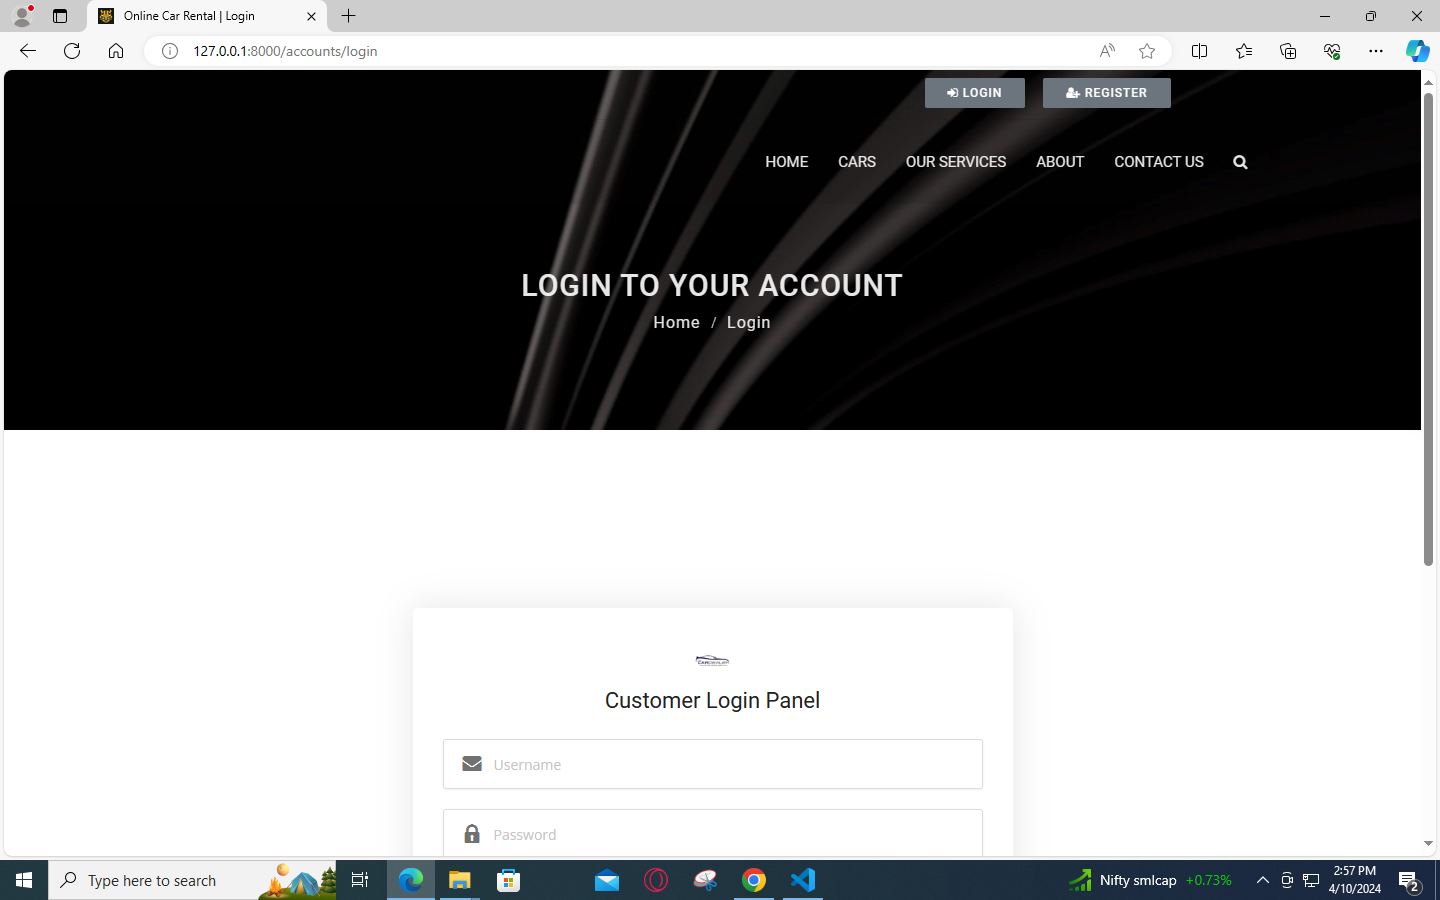 Online Car Rental | Login
127.0.0.1:8000/accounts/login
LOGIN
REGISTER
HOME CARS OUR SERVICES ABOUT CONTACT US
LOGIN TO YOUR ACCOUNT
Home / Login
Customer Login Panel
Username
Password
Type here to search
Nifty smlcap +0.73%
2:57 PM
4/10/2024
2